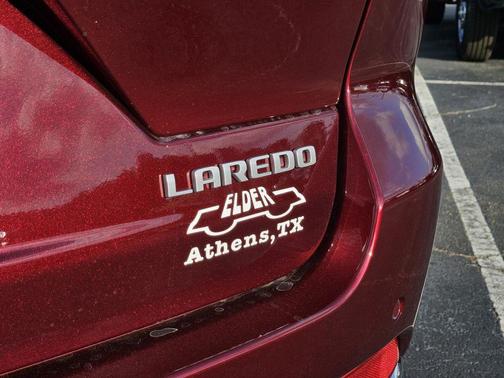 LAREDO
ELDER
Athens,TX